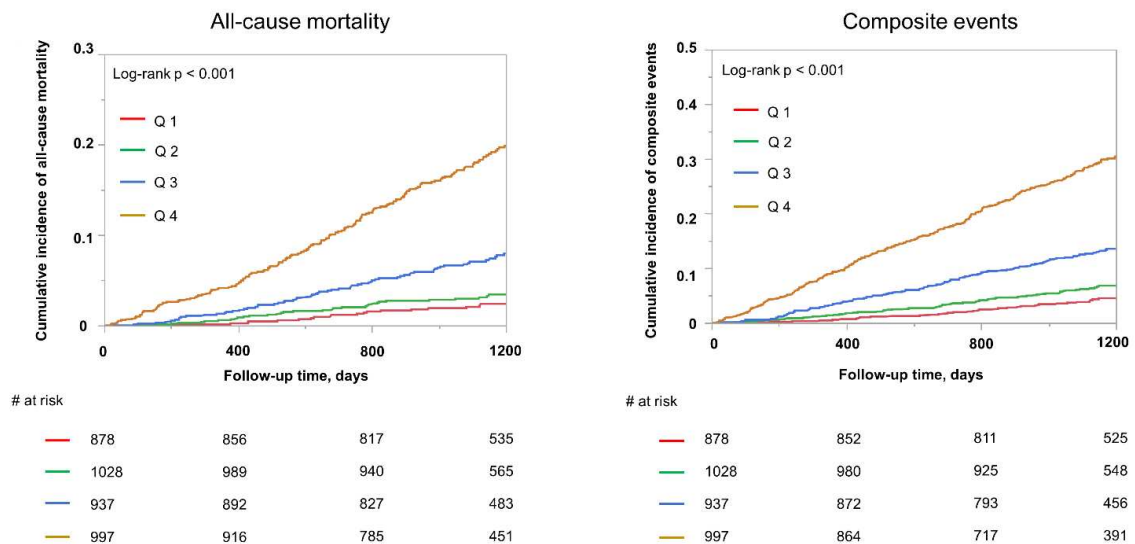 All-cause mortality
Cumulative incidence of all-cause mortality
0.3
0.2
0.1
0
Log-rank p < 0.001
Q 1
Q 2
Q 3
Q 4
0 400 800 1200
Follow-up time, days
# at risk
878 856 817 535
1028 989 940 565
937 892 827 483
997 916 785 451
Composite events
Cumulative incidence of composite events
0.5
0.4
0.3
0.2
0.1
0
Log-rank p < 0.001
Q 1
Q 2
Q 3
Q 4
0 400 800 1200
Follow-up time, days
# at risk
878 852 811 525
1028 980 925 548
937 872 793 456
997 864 717 391